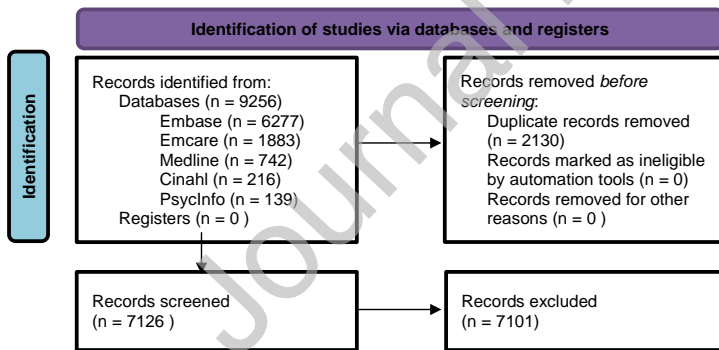 Identification of studies via databases and registers
Identification
Records identified from:
Databases (n = 9256)
Embase (n = 6277)
Emcare (n = 1883)
Medline (n = 742)
Cinahl (n = 216)
PsycInfo (n = 139)
Registers (n = 0 )
Records removed before
screening:
Duplicate records removed
(n = 2130)
Records marked as ineligible
by automation tools (n = 0)
Records removed for other
reasons (n = 0 )
Records screened
(n = 7126 )
Records excluded
(n = 7101)
Journal